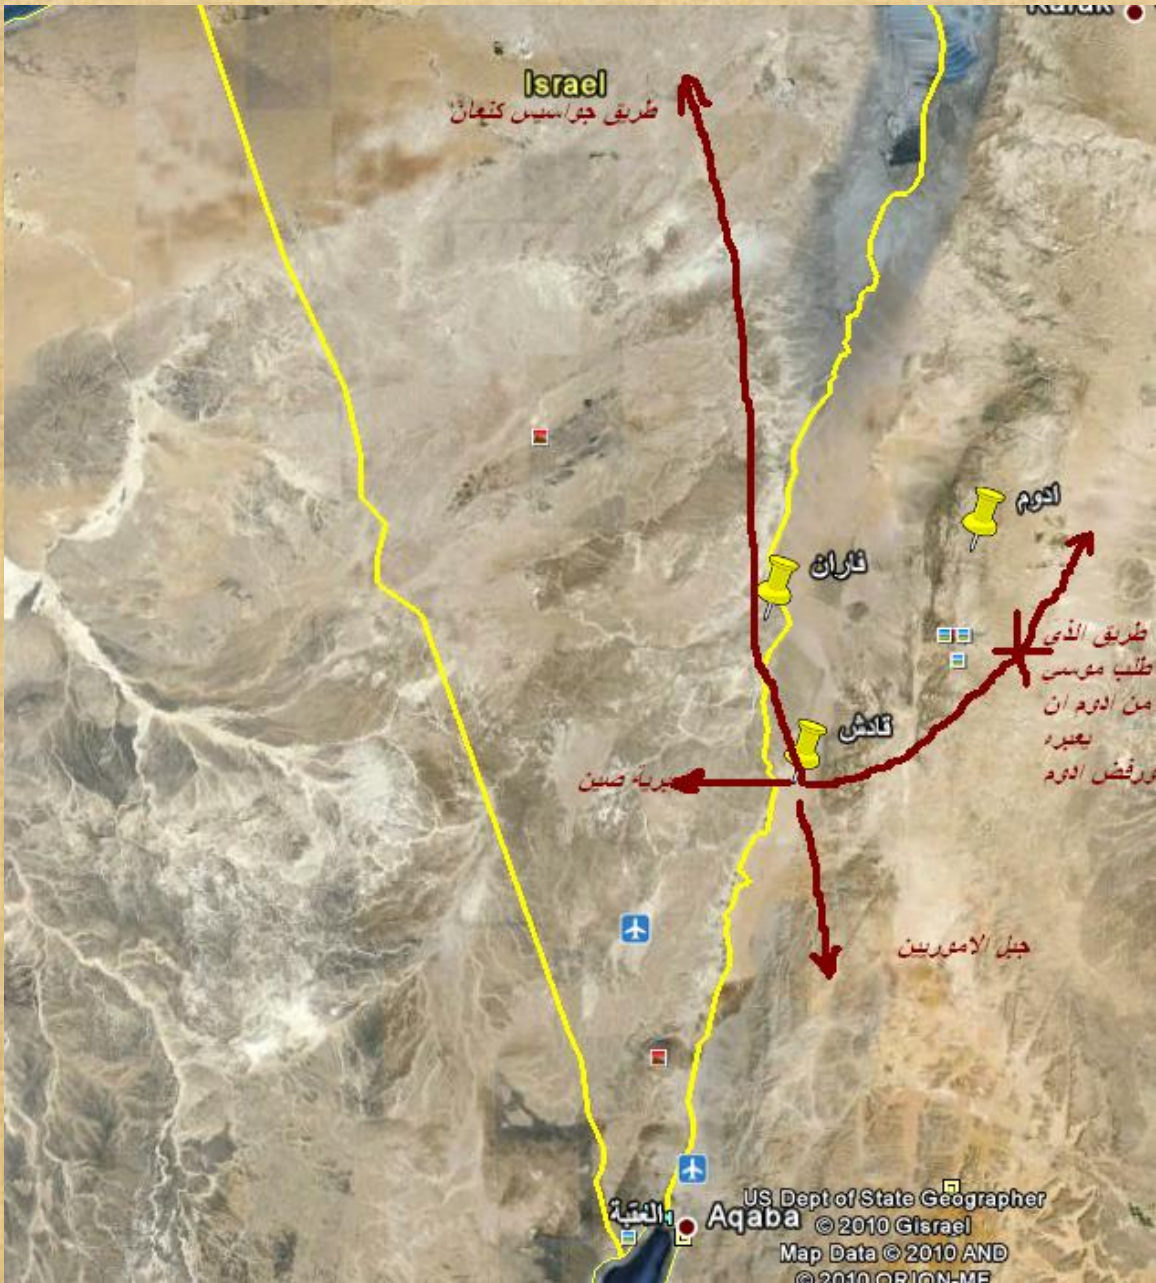 Karak
Israel
طريق جواسيس كنعان
ادوم
فاران
طريق الذي
طلب موسى
من ادوم ان
يعبره
ورفض ادوم
قادش
برية صين
جبل الاموريين
العقبة
Aqaba
US Dept of State Geographer
© 2010 Gisrael
Map Data © 2010 AND
© 2010 ORION-ME